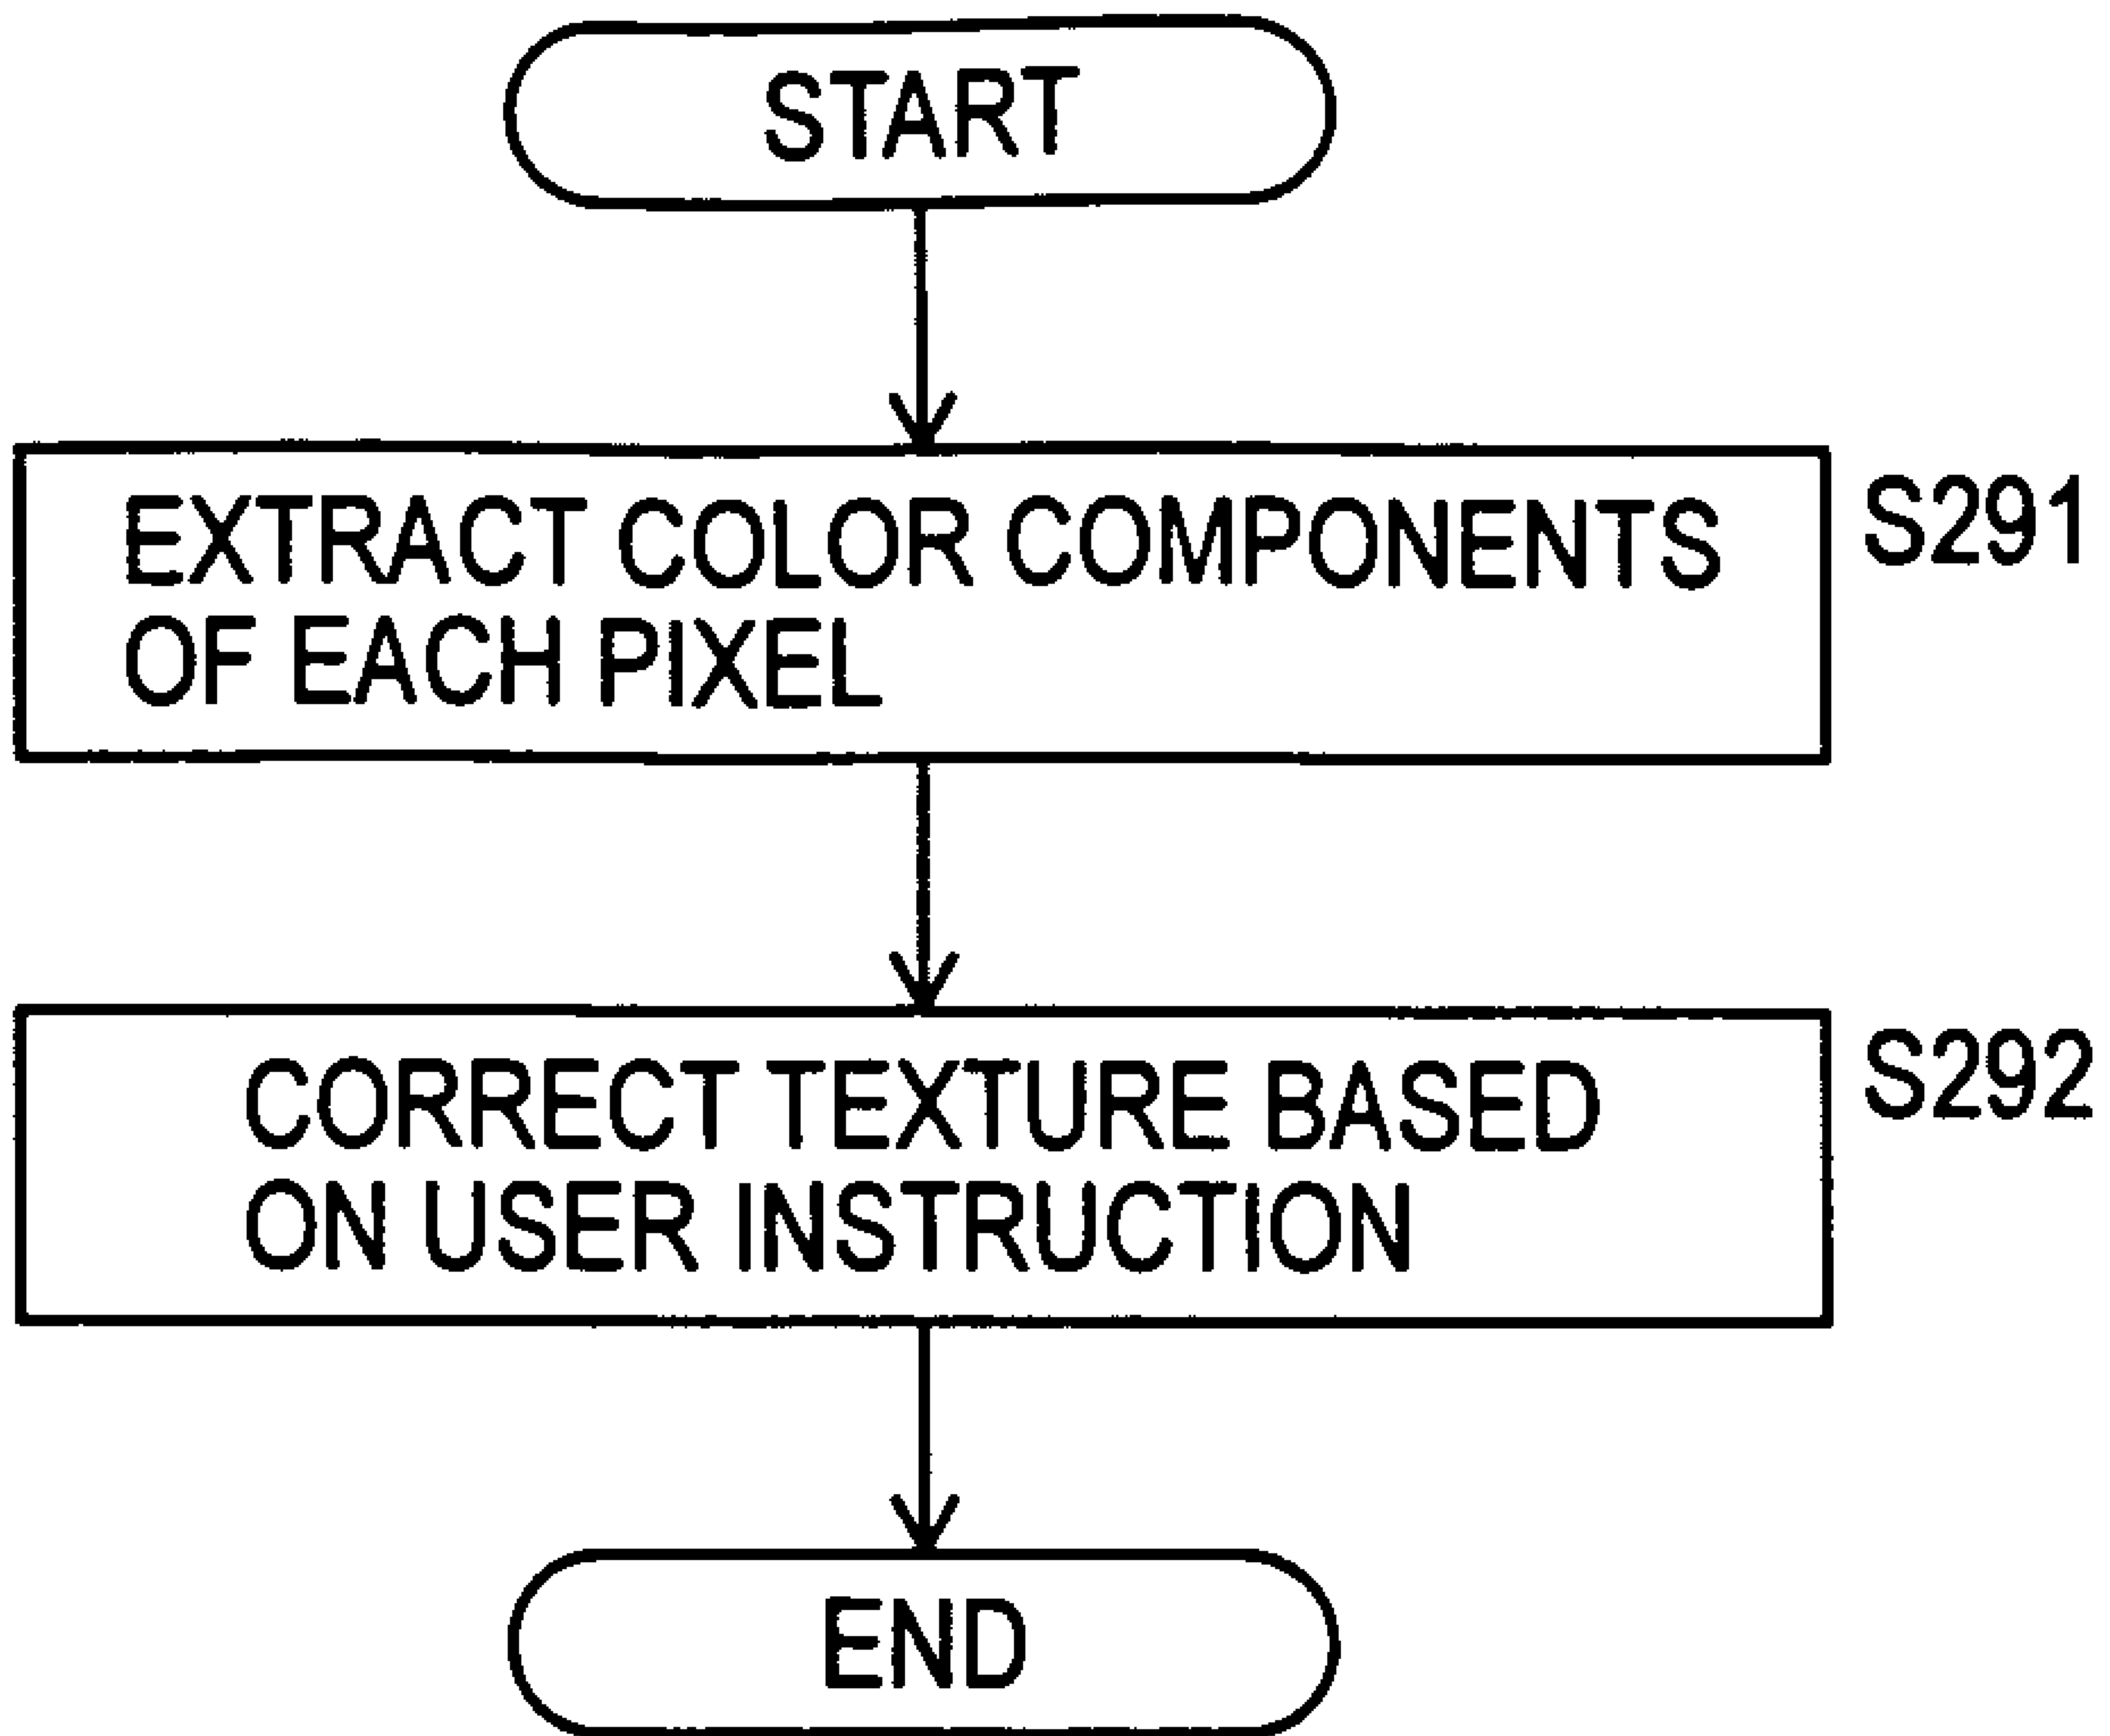 START
EXTRACT COLOR COMPONENTS
OF EACH PIXEL
S291
CORRECT TEXTURE BASED
ON USER INSTRUCTION
S292
END